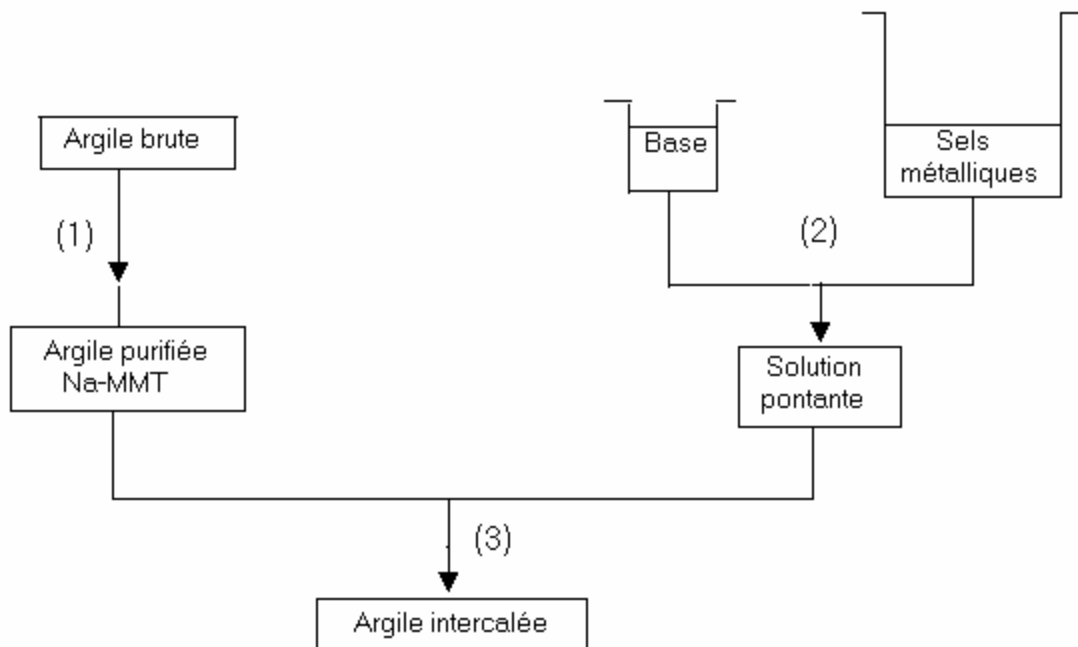 Argile brute
Base
Sels
métalliques
(1)
(2)
Argile purifiée
Na-MMT
Solution
pontante
(3)
Argile intercalée